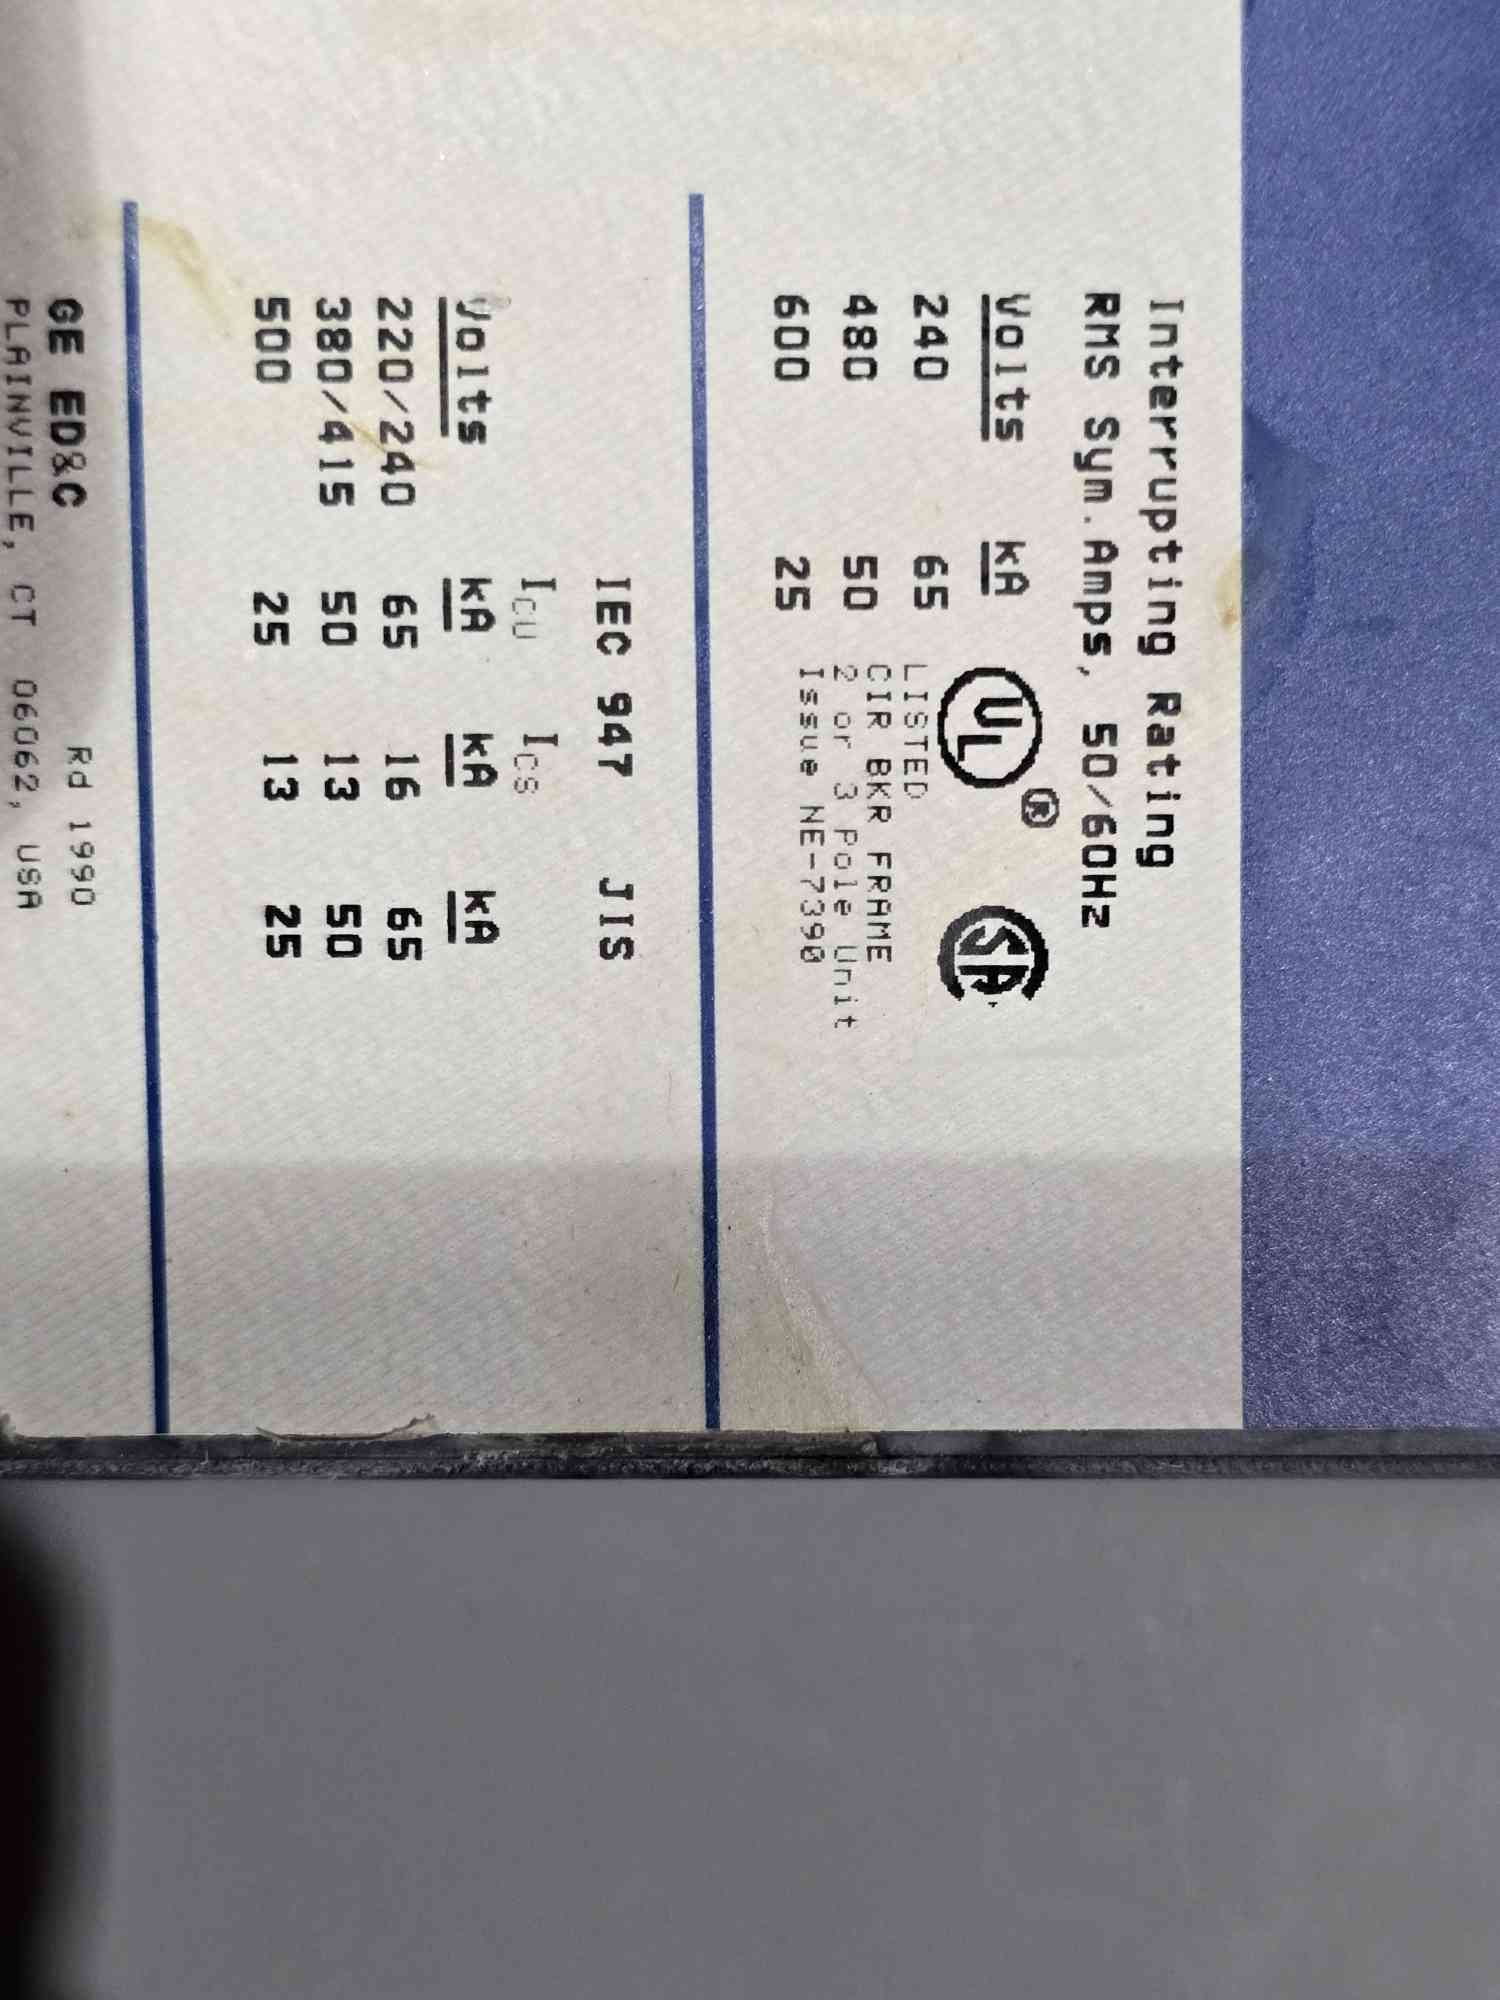 Interrupting Rating
RMS Sym.Amps, 50/60Hz
Volts kA
240 65
480 50
600 25
UL ®
SA
LISTED
CIR BKR FRAME
2 or 3 Pole Unit
Issue NE-7390
IEC 947 JIS
Icu Ics
Volts kA kA kA
220/240 65 16 65
380/415 50 13 50
500 25 13 25
GE ED&C Rd 1990
PLAINVILLE, CT 06062, USA